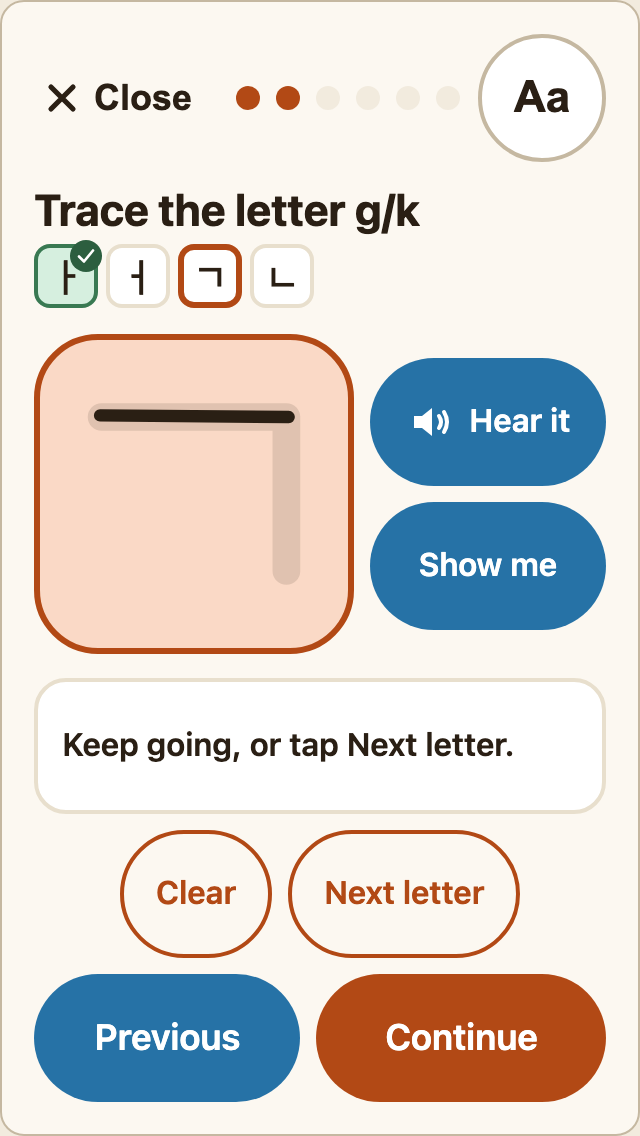 Close
Aa
Trace the letter g/k
ㅏ ㅓ ㄱ ㄴ
ㄱ
Hear it
Show me
Keep going, or tap Next letter.
Clear
Next letter
Previous
Continue